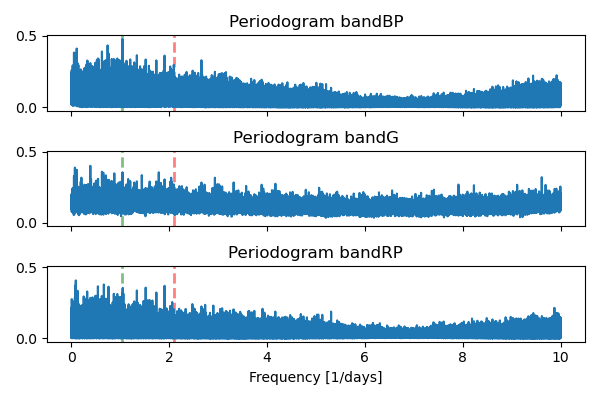 Periodogram bandBP
0.5
0.0
Periodogram bandG
0.5
0.0
Periodogram bandRP
0.5
0.0
0 2 4 6 8 10
Frequency [1/days]